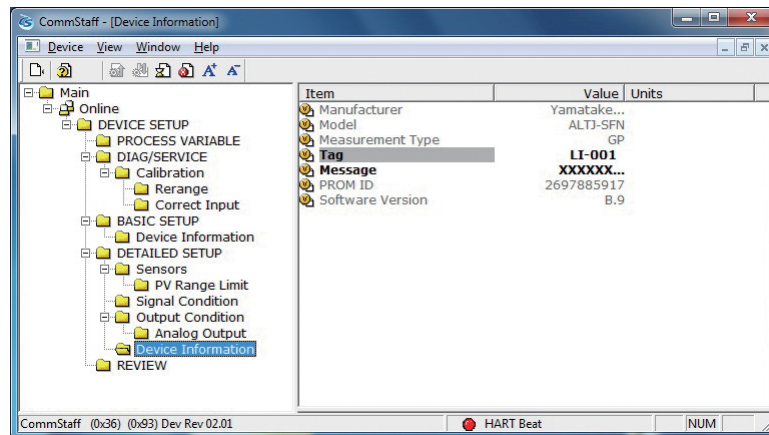 CommStaff - [Device Information]
Device View Window Help
Main
Online
DEVICE SETUP
PROCESS VARIABLE
DIAG/SERVICE
Calibration
Rerange
Correct Input
BASIC SETUP
Device Information
DETAILED SETUP
Sensors
PV Range Limit
Signal Condition
Output Condition
Analog Output
Device Information
REVIEW
Item Value Units
Manufacturer Yamatake...
Model ALTJ-SFN
Measurement Type GP
Tag LI-001
Message XXXXXX...
PROM ID 2697885917
Software Version B.9
CommStaff (0x36) (0x93) Dev Rev 02.01 HART Beat NUM